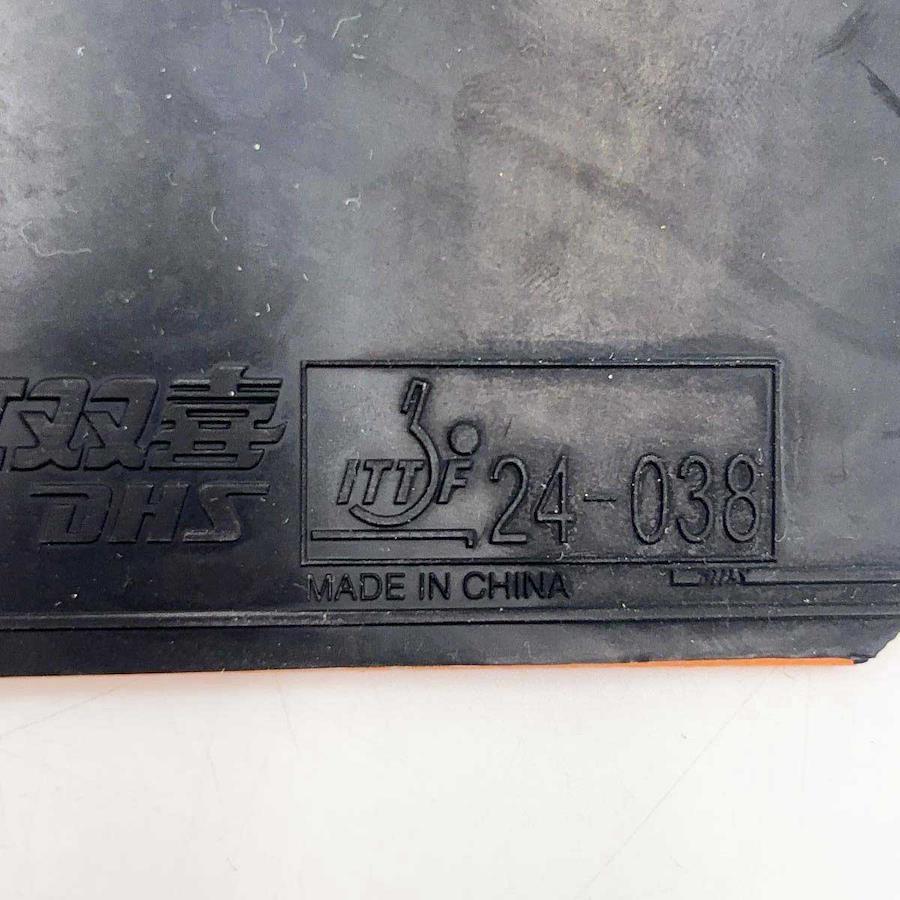 双喜
DHS
ITTF
24-038
MADE IN CHINA